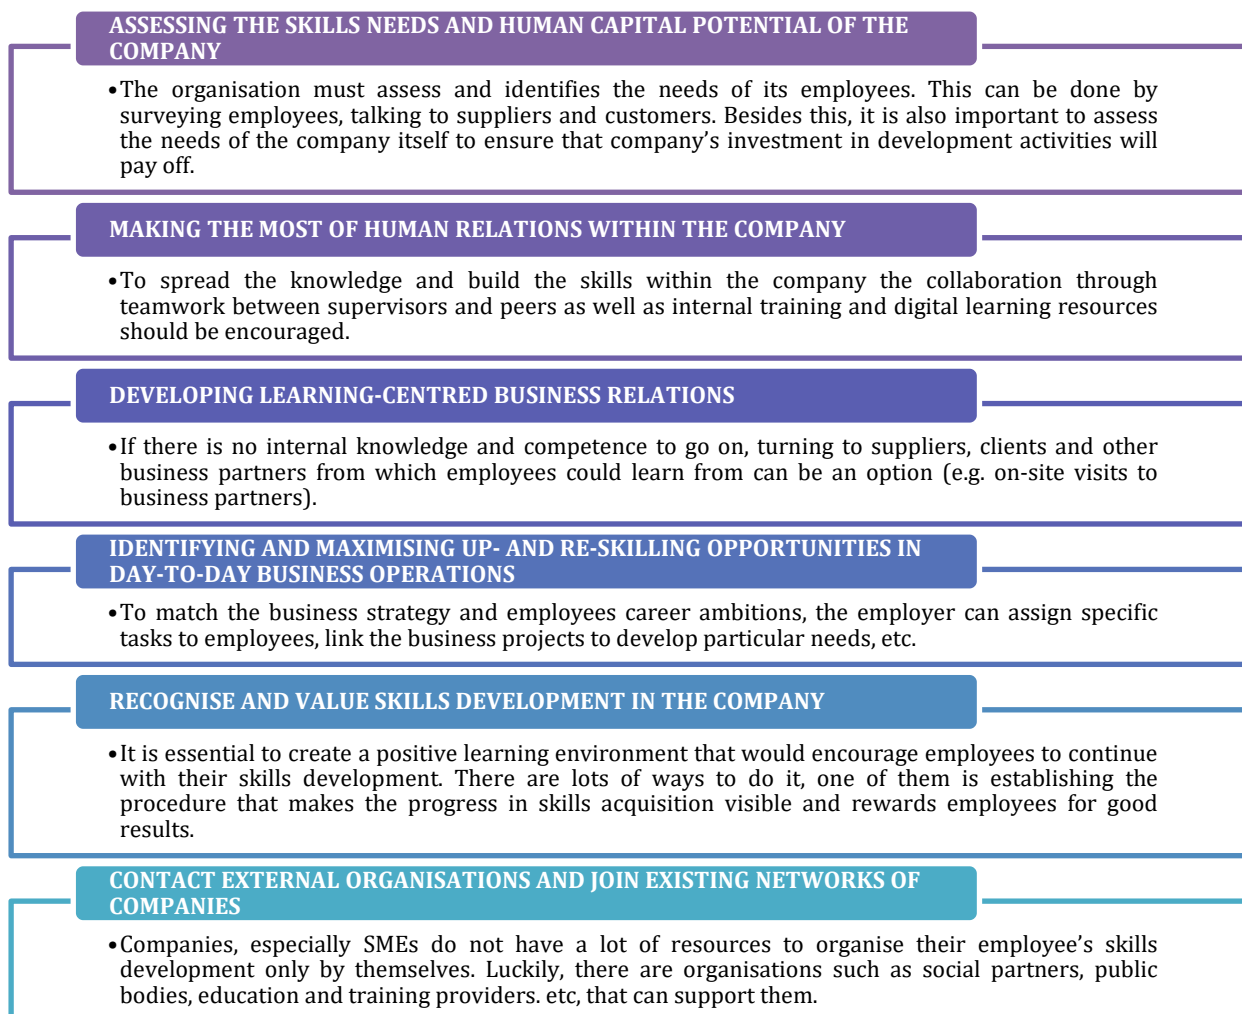 ASSESSING THE SKILLS NEEDS AND HUMAN CAPITAL POTENTIAL OF THE
COMPANY
•The organisation must assess and identifies the needs of its employees. This can be done by
surveying employees, talking to suppliers and customers. Besides this, it is also important to assess
the needs of the company itself to ensure that company's investment in development activities will
pay off.
MAKING THE MOST OF HUMAN RELATIONS WITHIN THE COMPANY
•To spread the knowledge and build the skills within the company the collaboration through
teamwork between supervisors and peers as well as internal training and digital learning resources
should be encouraged.
DEVELOPING LEARNING-CENTRED BUSINESS RELATIONS
•If there is no internal knowledge and competence to go on, turning to suppliers, clients and other
business partners from which employees could learn from can be an option (e.g. on-site visits to
business partners).
IDENTIFYING AND MAXIMISING UP- AND RE-SKILLING OPPORTUNITIES IN
DAY-TO-DAY BUSINESS OPERATIONS
•To match the business strategy and employees career ambitions, the employer can assign specific
tasks to employees, link the business projects to develop particular needs, etc.
RECOGNISE AND VALUE SKILLS DEVELOPMENT IN THE COMPANY
•It is essential to create a positive learning environment that would encourage employees to continue
with their skills development. There are lots of ways to do it, one of them is establishing the
procedure that makes the progress in skills acquisition visible and rewards employees for good
results.
CONTACT EXTERNAL ORGANISATIONS AND JOIN EXISTING NETWORKS OF
COMPANIES
•Companies, especially SMEs do not have a lot of resources to organise their employee's skills
development only by themselves. Luckily, there are organisations such as social partners, public
bodies, education and training providers. etc, that can support them.